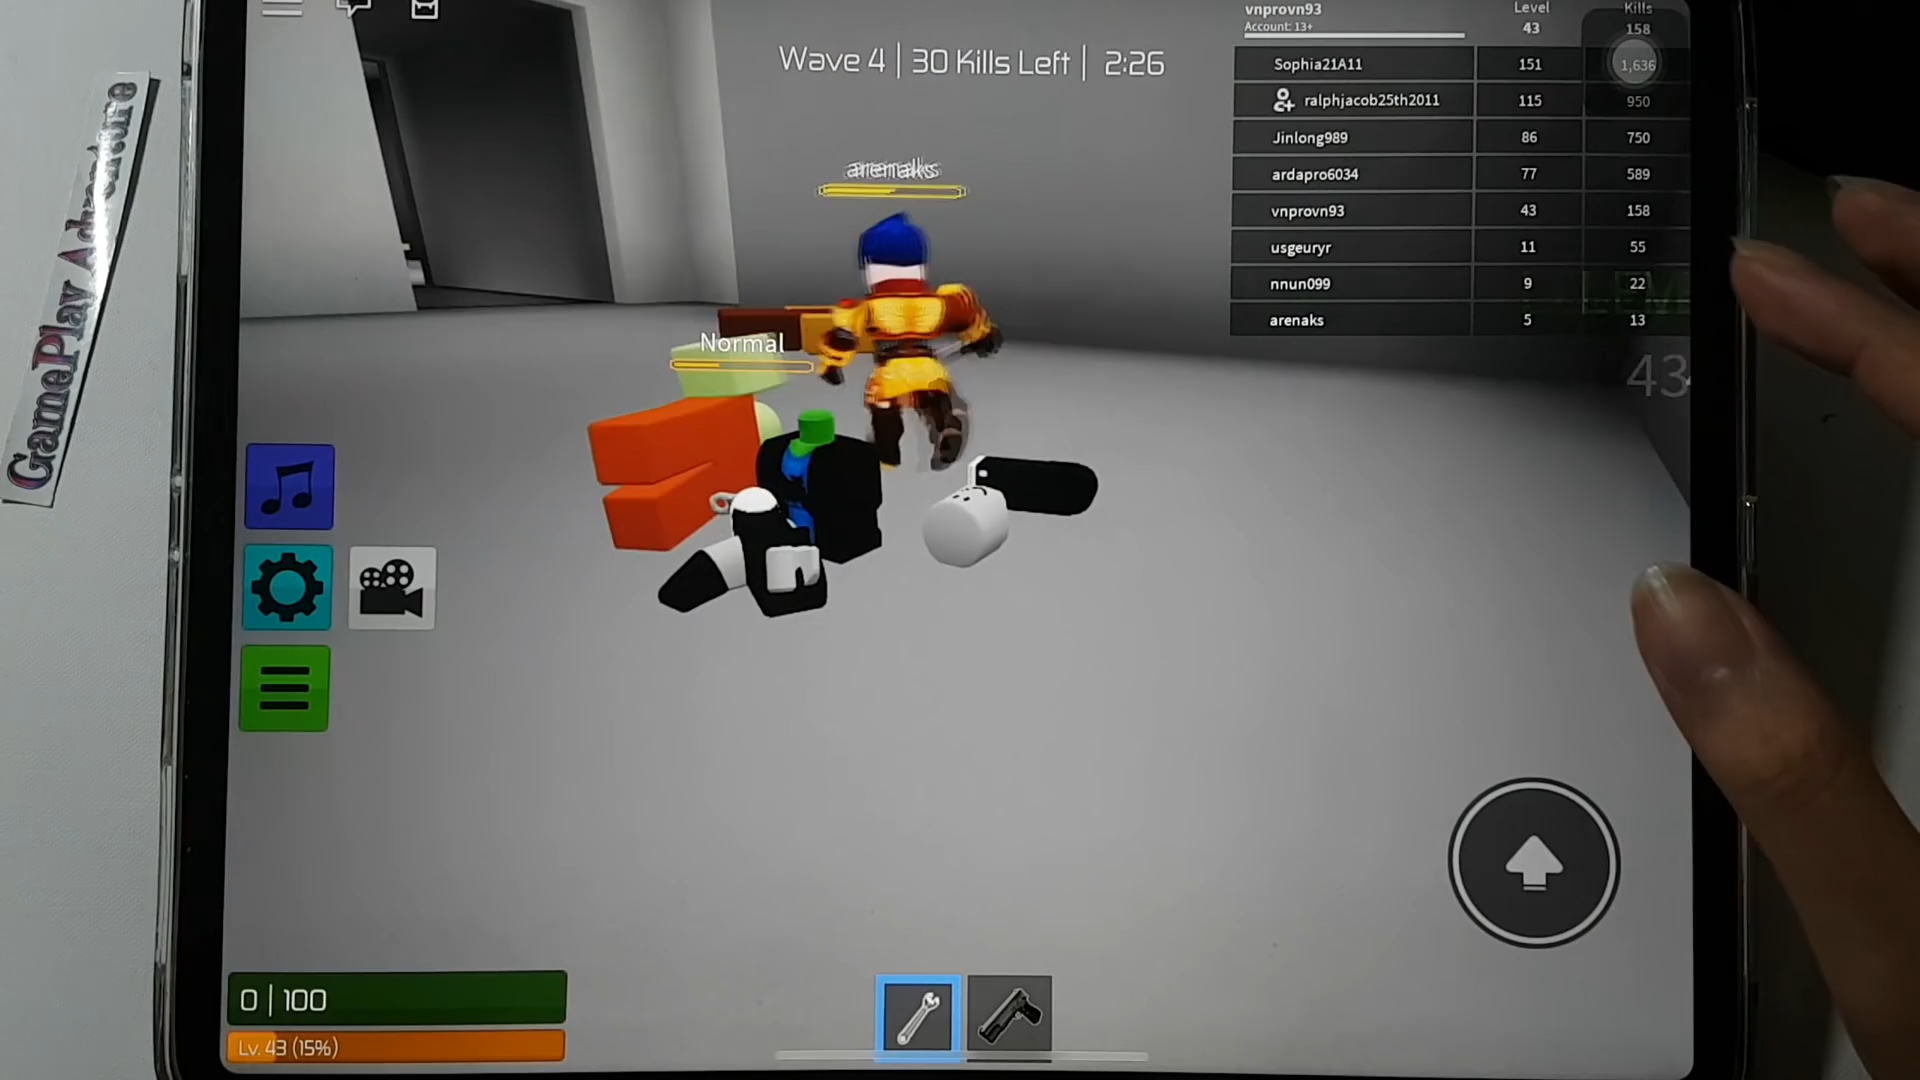 GamePlay Adventure
Wave 4 | 30 Kills Left | 2:26
vnprovn93
Account: 13+
Level
43
Kills
158
Sophia21A11 151 1,636
ralphjacob25th2011 115 950
Jinlong989 86 750
ardapro6034 77 589
vnprovn93 43 158
usgeuryr 11 55
nnun099 9 22
arenaks 5 13
arenaks
Normal
43
0 | 100
Lv. 43 (15%)